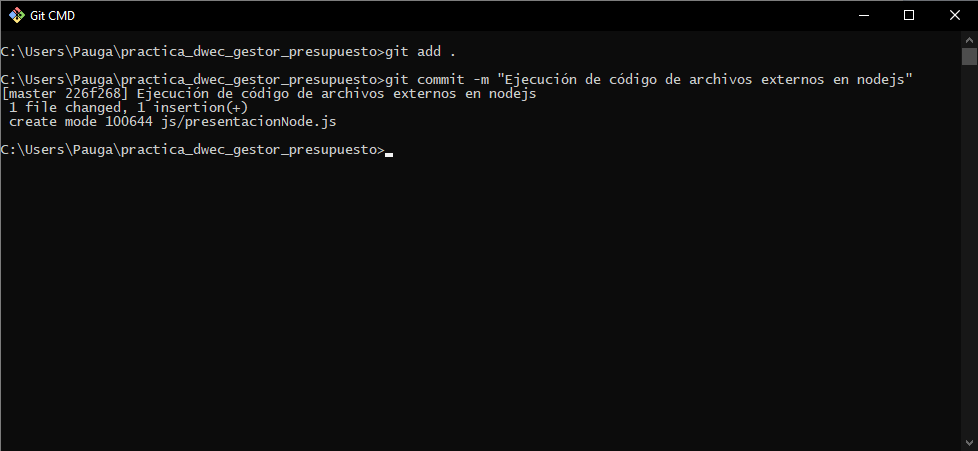 Git CMD
C:\Users\Pauga\practica_dwec_gestor_presupuesto>git add .
C:\Users\Pauga\practica_dwec_gestor_presupuesto>git commit -m "Ejecución de código de archivos externos en nodejs"
[master 226f268] Ejecución de código de archivos externos en nodejs
 1 file changed, 1 insertion(+)
 create mode 100644 js/presentacionNode.js
C:\Users\Pauga\practica_dwec_gestor_presupuesto>